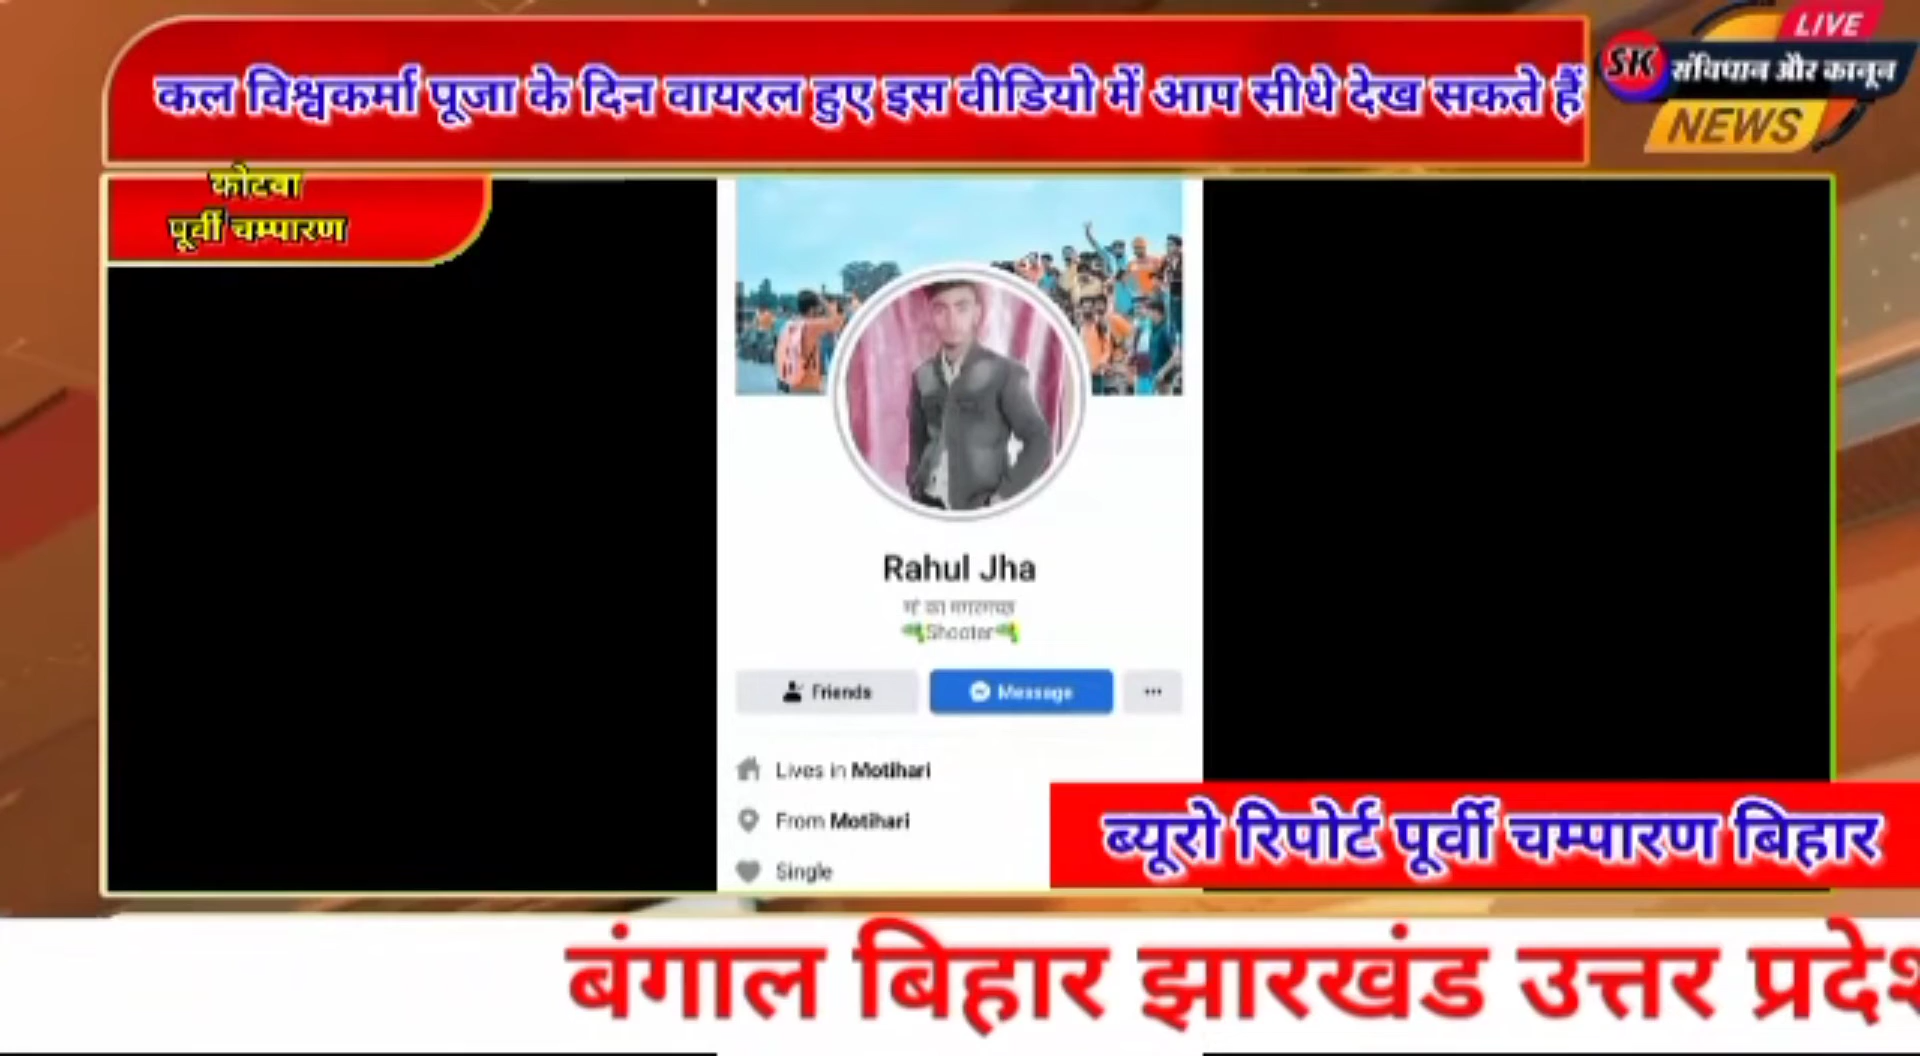 कल विश्वकर्मा पूजा के दिन वायरल हुए इस वीडियो में आप सीधे देख सकते हैं
LIVE
SK संविधान और कानून
NEWS
कोटवा
पूर्वी चम्पारण
Rahul Jha
का
Shooter
Friends
Message
Lives in Motihari
From Motihari
Single
ब्यूरो रिपोर्ट पूर्वी चम्पारण बिहार
बंगाल बिहार झारखंड उत्तर प्रदेश